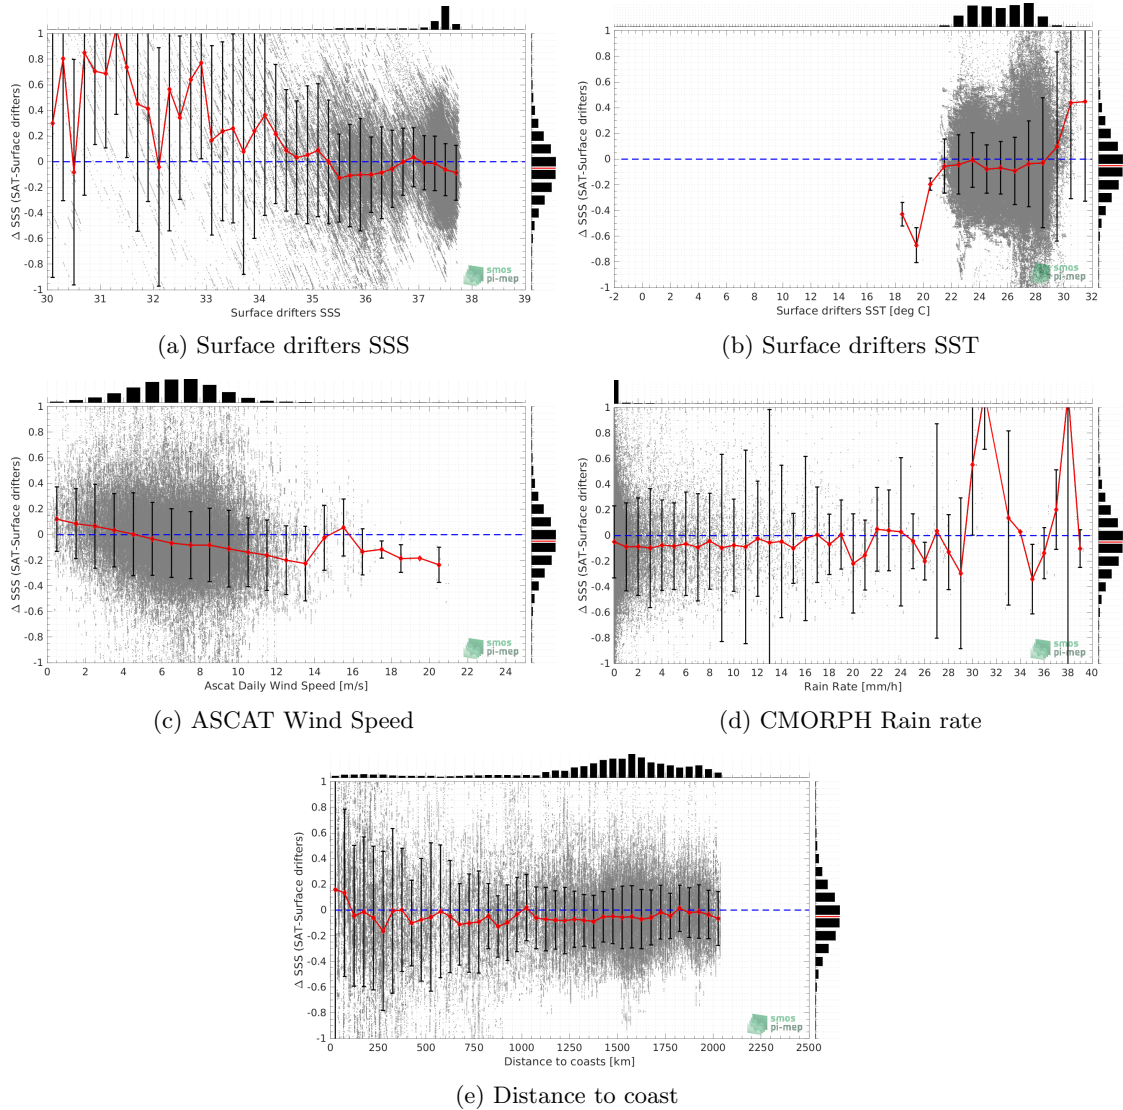 1
0.8
0.6
0.4
0.2
0
-0.2
-0.4
-0.6
-0.8
-1
Δ SSS (SAT-Surface drifters)
30 31 32 33 34 35 36 37 38 39
Surface drifters SSS
smos
pi-mep
(a) Surface drifters SSS
1
0.8
0.6
0.4
0.2
0
-0.2
-0.4
-0.6
-0.8
-1
Δ SSS (SAT-Surface drifters)
-2 0 2 4 6 8 10 12 14 16 18 20 22 24 26 28 30 32
Surface drifters SST [deg C]
smos
pi-mep
(b) Surface drifters SST
1
0.8
0.6
0.4
0.2
0
-0.2
-0.4
-0.6
-0.8
-1
Δ SSS (SAT-Surface drifters)
0 2 4 6 8 10 12 14 16 18 20 22 24
Ascat Daily Wind Speed [m/s]
smos
pi-mep
(c) ASCAT Wind Speed
1
0.8
0.6
0.4
0.2
0
-0.2
-0.4
-0.6
-0.8
-1
Δ SSS (SAT-Surface drifters)
0 2 4 6 8 10 12 14 16 18 20 22 24 26 28 30 32 34 36 38 40
Rain Rate [mm/h]
smos
pi-mep
(d) CMORPH Rain rate
1
0.8
0.6
0.4
0.2
0
-0.2
-0.4
-0.6
-0.8
-1
Δ SSS (SAT-Surface drifters)
0 250 500 750 1000 1250 1500 1750 2000 2250 2500
Distance to coasts [km]
smos
pi-mep
(e) Distance to coast